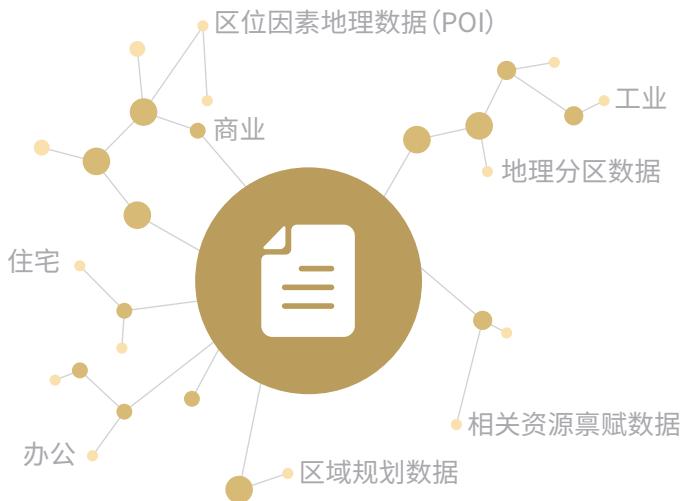 区位因素地理数据（POI）
工业
商业
地理分区数据
住宅
相关资源禀赋数据
办公
区域规划数据